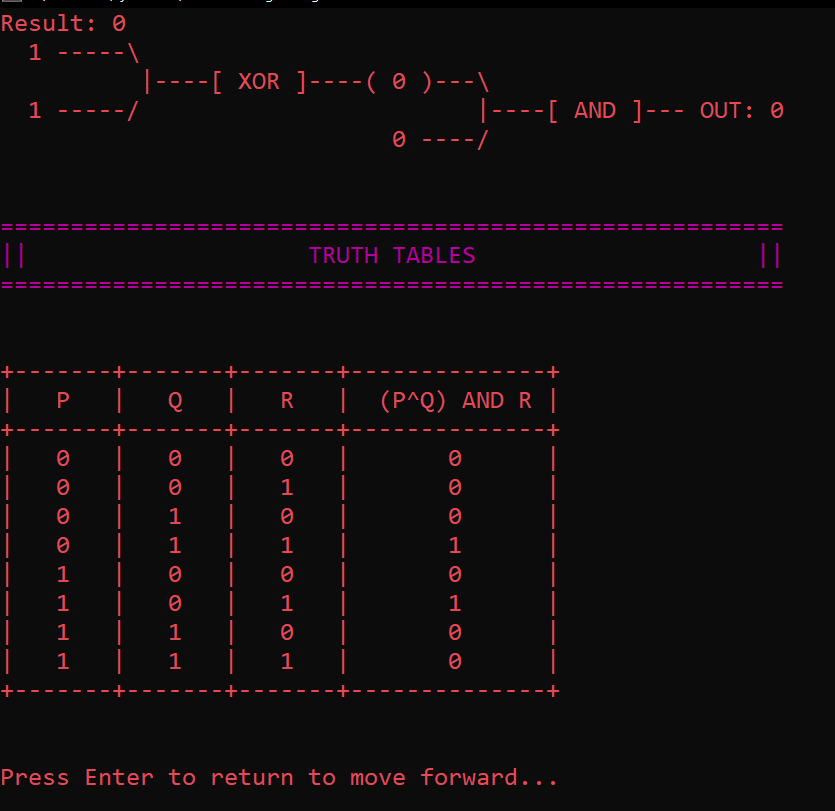 Result: 0
  1 -----\
          |----[ XOR ]----( 0 )---\
  1 -----/                        |----[ AND ]--- OUT: 0
                            0 ----/
========================================================
||                    TRUTH TABLES                    ||
========================================================
+-------+-------+-------+--------------+
|   P   |   Q   |   R   |  (P^Q) AND R |
+-------+-------+-------+--------------+
|   0   |   0   |   0   |       0      |
|   0   |   0   |   1   |       0      |
|   0   |   1   |   0   |       0      |
|   0   |   1   |   1   |       1      |
|   1   |   0   |   0   |       0      |
|   1   |   0   |   1   |       1      |
|   1   |   1   |   0   |       0      |
|   1   |   1   |   1   |       0      |
+-------+-------+-------+--------------+
Press Enter to return to move forward...